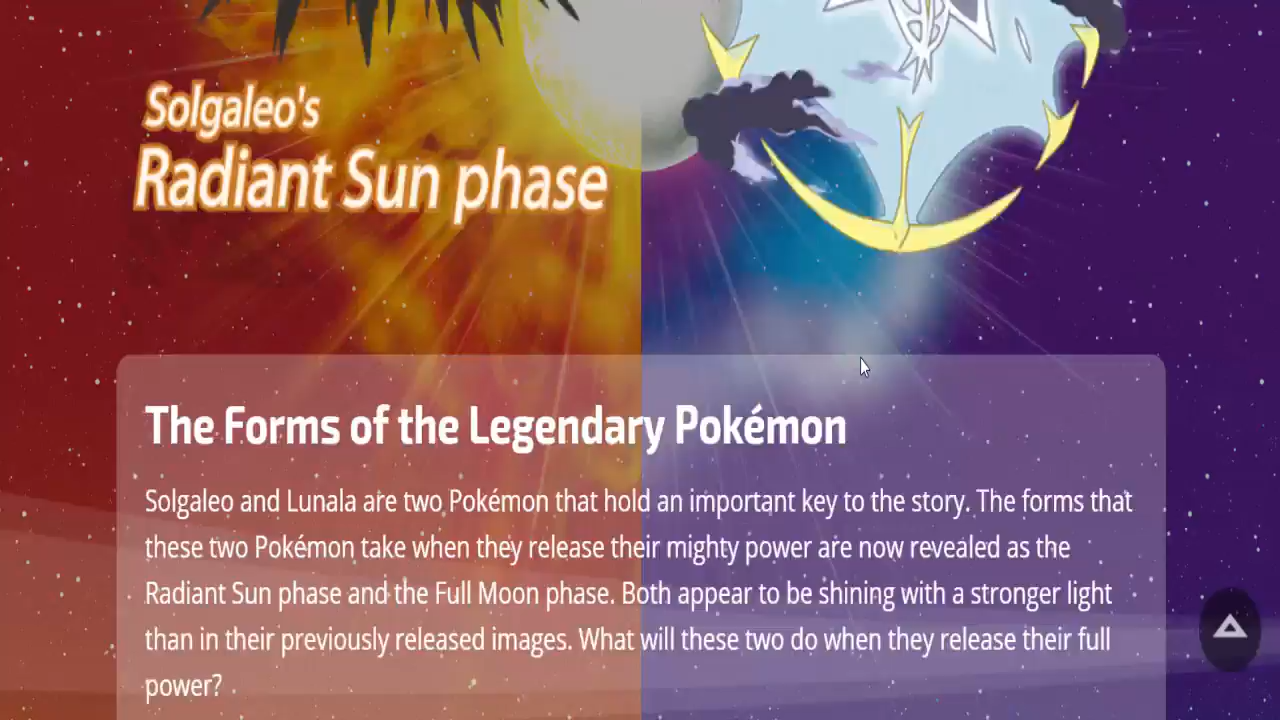 Solgaleo's
Radiant Sun phase
The Forms of the Legendary Pokémon
Solgaleo and Lunala are two Pokémon that hold an important key to the story. The forms that
these two Pokémon take when they release their mighty power are now revealed as the
Radiant Sun phase and the Full Moon phase. Both appear to be shining with a stronger light
than in their previously released images. What will these two do when they release their full
power?